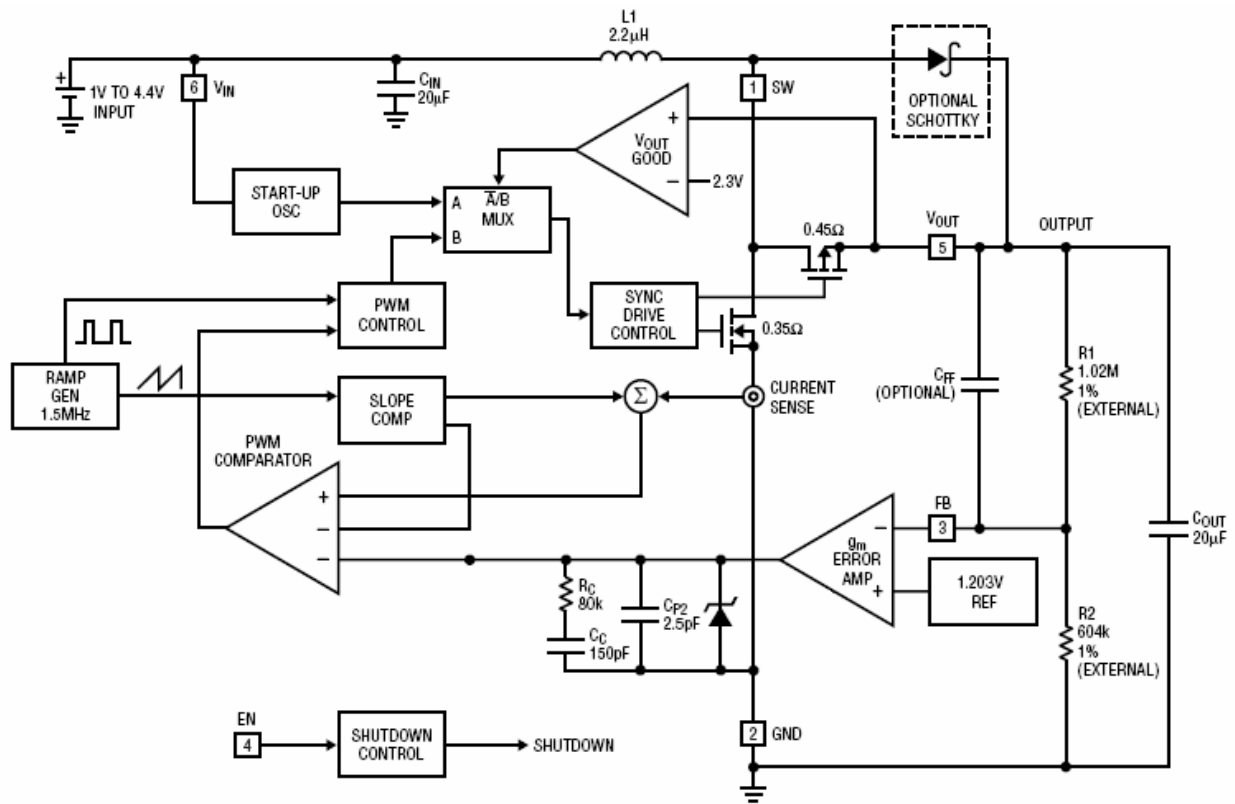 L1
2.2µH
+
1V TO 4.4V
INPUT
6
VIN
CIN
20µF
1
SW
OPTIONAL
SCHOTTKY
+
VOUT
GOOD
−
2.3V
START-UP
OSC
A
B
A̅/B
MUX
0.45Ω
VOUT
5
OUTPUT
PWM
CONTROL
SYNC
DRIVE
CONTROL
0.35Ω
RAMP
GEN
1.5MHz
SLOPE
COMP
Σ
CURRENT
SENSE
CFF
(OPTIONAL)
R1
1.02M
1%
(EXTERNAL)
PWM
COMPARATOR
+
−
−
FB
3
−
gm
ERROR
AMP
+
1.203V
REF
COUT
20µF
RC
80k
CC
150pF
CP2
2.5pF
R2
604k
1%
(EXTERNAL)
EN
4
SHUTDOWN
CONTROL
SHUTDOWN
2
GND